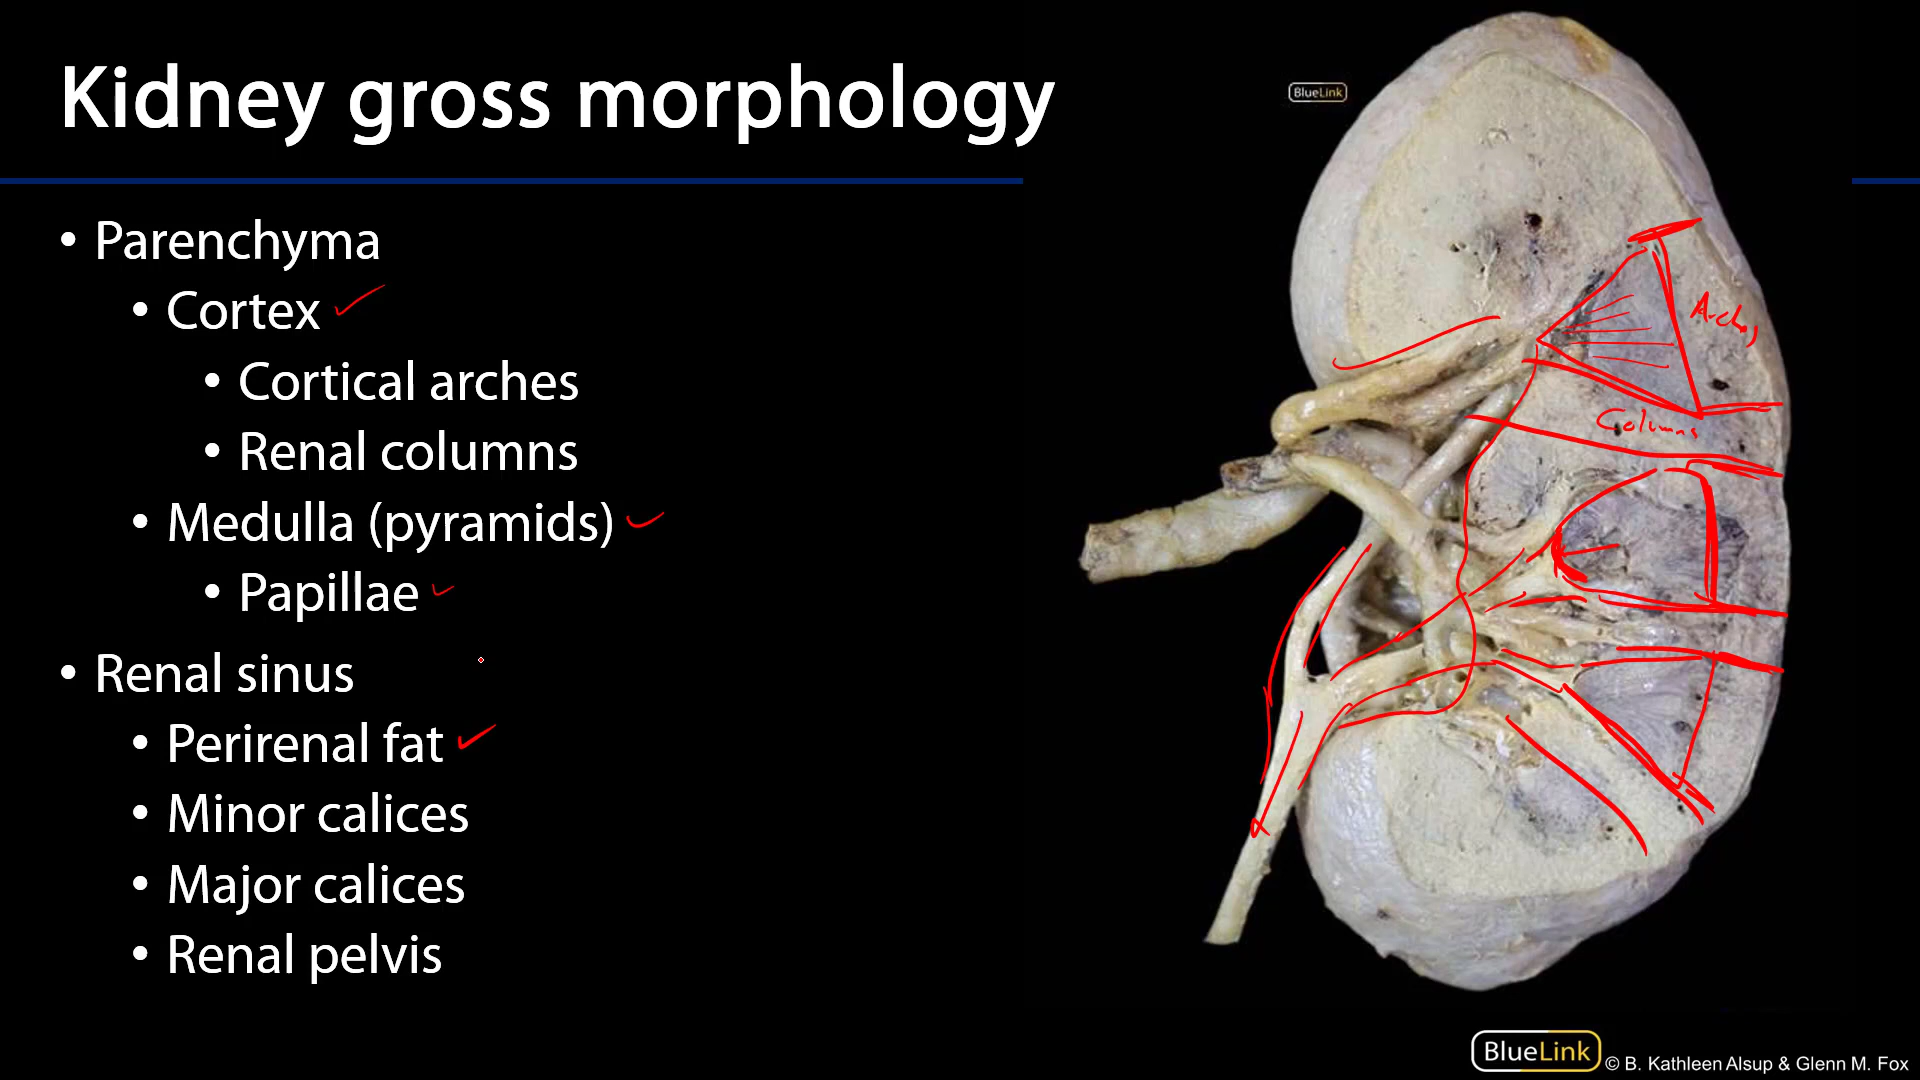 Kidney gross morphology
BlueLink
• Parenchyma
• Cortex
• Cortical arches
• Renal columns
• Medulla (pyramids)
• Papillae
• Renal sinus
• Perirenal fat
• Minor calices
• Major calices
• Renal pelvis
Arches
Columns
BlueLink © B. Kathleen Alsup & Glenn M. Fox